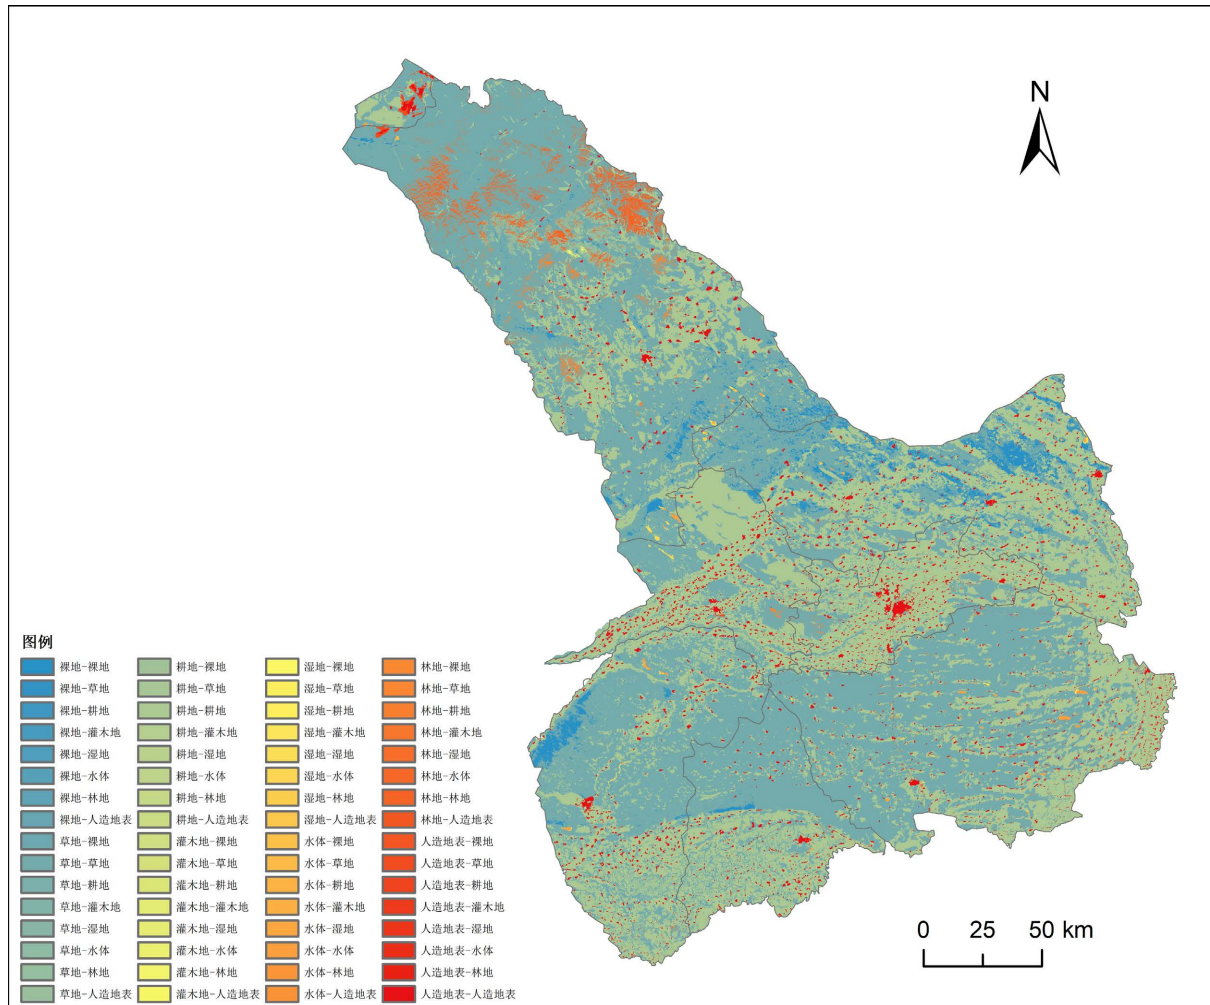 N
图例
裸地-裸地
裸地-草地
裸地-耕地
裸地-灌木地
裸地-湿地
裸地-水体
裸地-林地
裸地-人造地表
草地-裸地
草地-草地
草地-耕地
草地-灌木地
草地-湿地
草地-水体
草地-林地
草地-人造地表
耕地-裸地
耕地-草地
耕地-耕地
耕地-灌木地
耕地-湿地
耕地-水体
耕地-林地
耕地-人造地表
灌木地-裸地
灌木地-草地
灌木地-耕地
灌木地-灌木地
灌木地-湿地
灌木地-水体
灌木地-林地
灌木地-人造地表
湿地-裸地
湿地-草地
湿地-耕地
湿地-灌木地
湿地-湿地
湿地-水体
湿地-林地
湿地-人造地表
水体-裸地
水体-草地
水体-耕地
水体-灌木地
水体-湿地
水体-水体
水体-林地
水体-人造地表
林地-裸地
林地-草地
林地-耕地
林地-灌木地
林地-湿地
林地-水体
林地-林地
林地-人造地表
人造地表-裸地
人造地表-草地
人造地表-耕地
人造地表-灌木地
人造地表-湿地
人造地表-水体
人造地表-林地
人造地表-人造地表
0 25 50 km